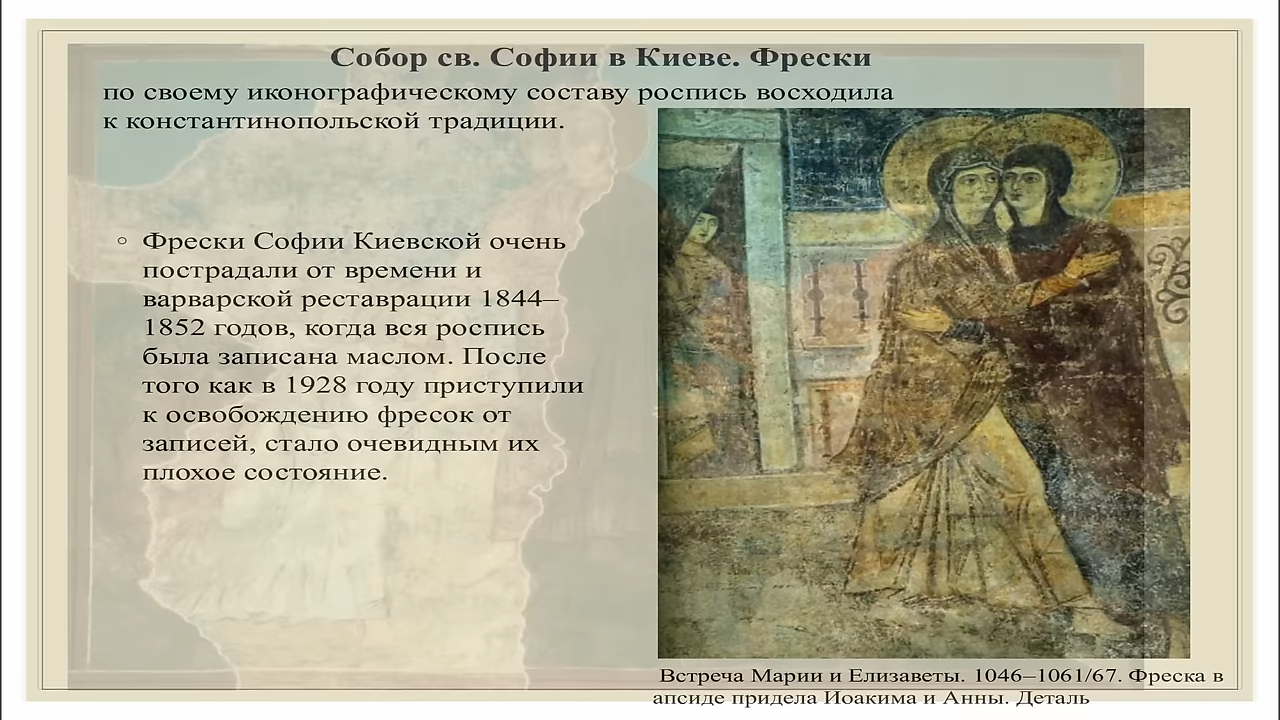 Собор св. Софии в Киеве. Фрески
по своему иконографическому составу роспись восходила
к константинопольской традиции.
◦ Фрески Софии Киевской очень
пострадали от времени и
варварской реставрации 1844–
1852 годов, когда вся роспись
была записана маслом. После
того как в 1928 году приступили
к освобождению фресок от
записей, стало очевидным их
плохое состояние.
Встреча Марии и Елизаветы. 1046–1061/67. Фреска в
апсиде придела Иоакима и Анны. Деталь